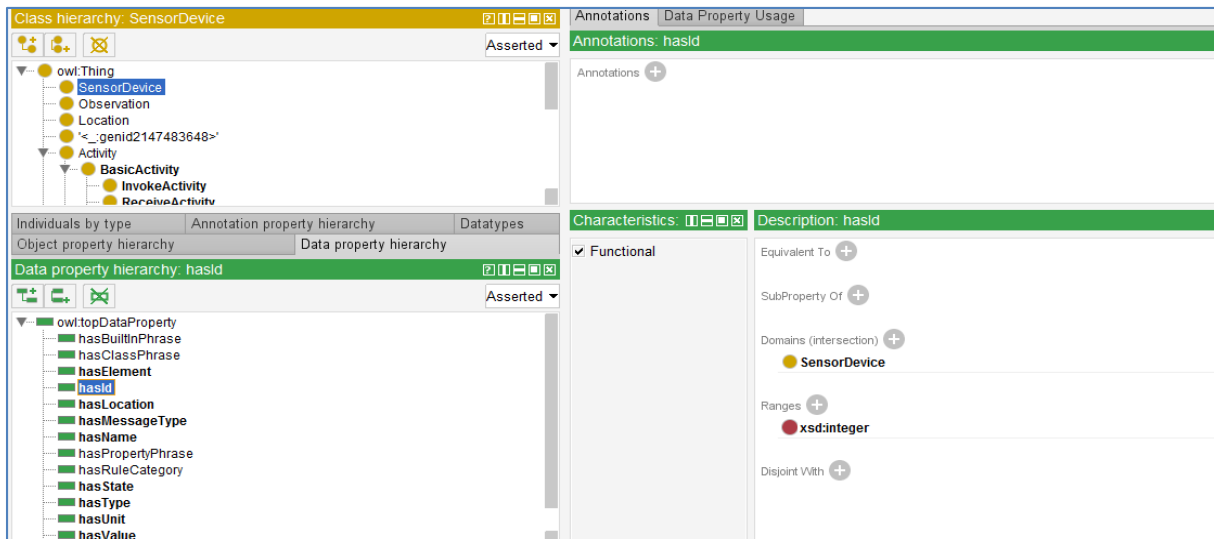 Class hierarchy: SensorDevice
Asserted
owl:Thing
SensorDevice
Observation
Location
'<_:genid2147483648>'
Activity
BasicActivity
InvokeActivity
ReceiveActivity
Individuals by type Annotation property hierarchy Datatypes
Object property hierarchy Data property hierarchy
Data property hierarchy: hasId
Asserted
owl:topDataProperty
hasBuiltInPhrase
hasClassPhrase
hasElement
hasId
hasLocation
hasMessageType
hasName
hasPropertyPhrase
hasRuleCategory
hasState
hasType
hasUnit
hasValue
Annotations Data Property Usage
Annotations: hasId
Annotations
Characteristics:
Functional
Description: hasId
Equivalent To
SubProperty Of
Domains (intersection)
SensorDevice
Ranges
xsd:integer
Disjoint With